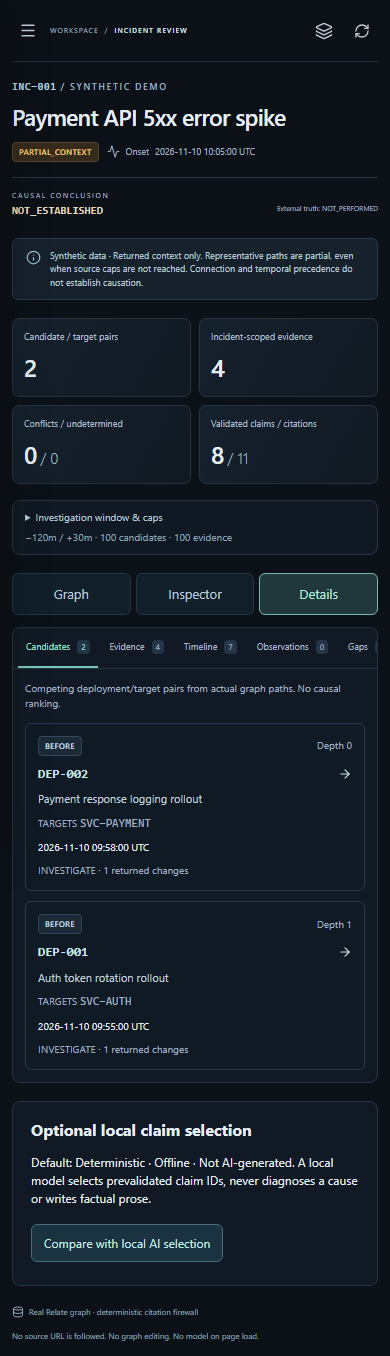 WORKSPACE / INCIDENT REVIEW
INC-001 / SYNTHETIC DEMO
Payment API 5xx error spike
PARTIAL_CONTEXT Onset 2026-11-10 10:05:00 UTC
CAUSAL CONCLUSION
NOT_ESTABLISHED
External truth: NOT_PERFORMED
Synthetic data · Returned context only. Representative paths are partial, even
when source caps are not reached. Connection and temporal precedence do
not establish causation.
Candidate / target pairs
2
Incident-scoped evidence
4
Conflicts / undetermined
0 / 0
Validated claims / citations
8 / 11
Investigation window & caps
−120m / +30m · 100 candidates · 100 evidence
Graph
Inspector
Details
Candidates 2 Evidence 4 Timeline 7 Observations 0 Gaps
Competing deployment/target pairs from actual graph paths. No causal
ranking.
BEFORE Depth 0
DEP-002
Payment response logging rollout
TARGETS SVC-PAYMENT
2026-11-10 09:58:00 UTC
INVESTIGATE · 1 returned changes
BEFORE Depth 1
DEP-001
Auth token rotation rollout
TARGETS SVC-AUTH
2026-11-10 09:55:00 UTC
INVESTIGATE · 1 returned changes
Optional local claim selection
Default: Deterministic · Offline · Not AI-generated. A local
model selects prevalidated claim IDs, never diagnoses a cause
or writes factual prose.
Compare with local AI selection
Real Relate graph · deterministic citation firewall
No source URL is followed. No graph editing. No model on page load.